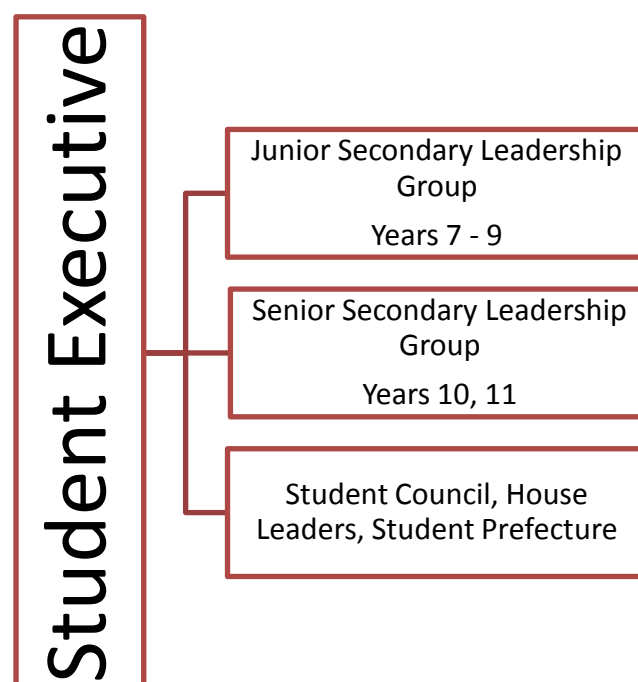 Student Executive
Junior Secondary Leadership
Group
Years 7 - 9
Senior Secondary Leadership
Group
Years 10, 11
Student Council, House
Leaders, Student Prefecture